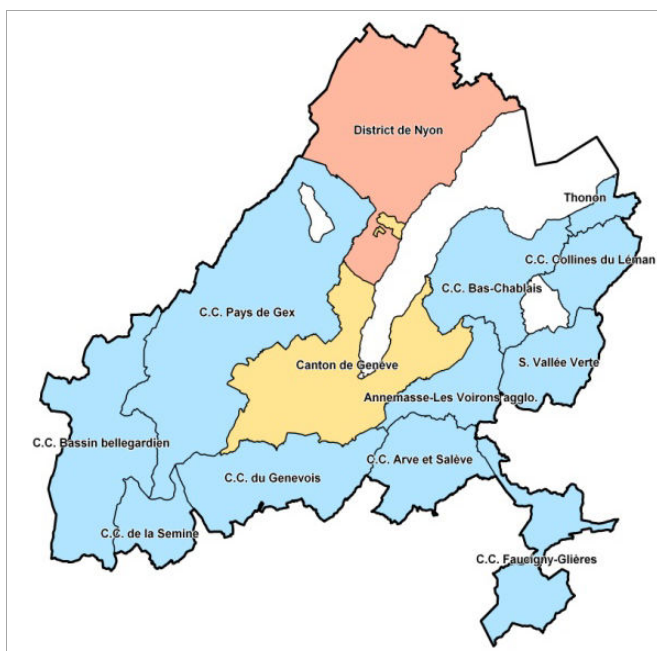 District de Nyon
Thonon
C.C. Collines du Léman
C.C. Bas-Chablais
C.C. Pays de Gex
S. Vallée Verte
Canton de Genève
Annemasse-Les Voirons agglo.
C.C. Bassin bellegardien
C.C. Arve et Salève
C.C. du Genevois
C.C. de la Semine
C.C. Faucigny-Glières